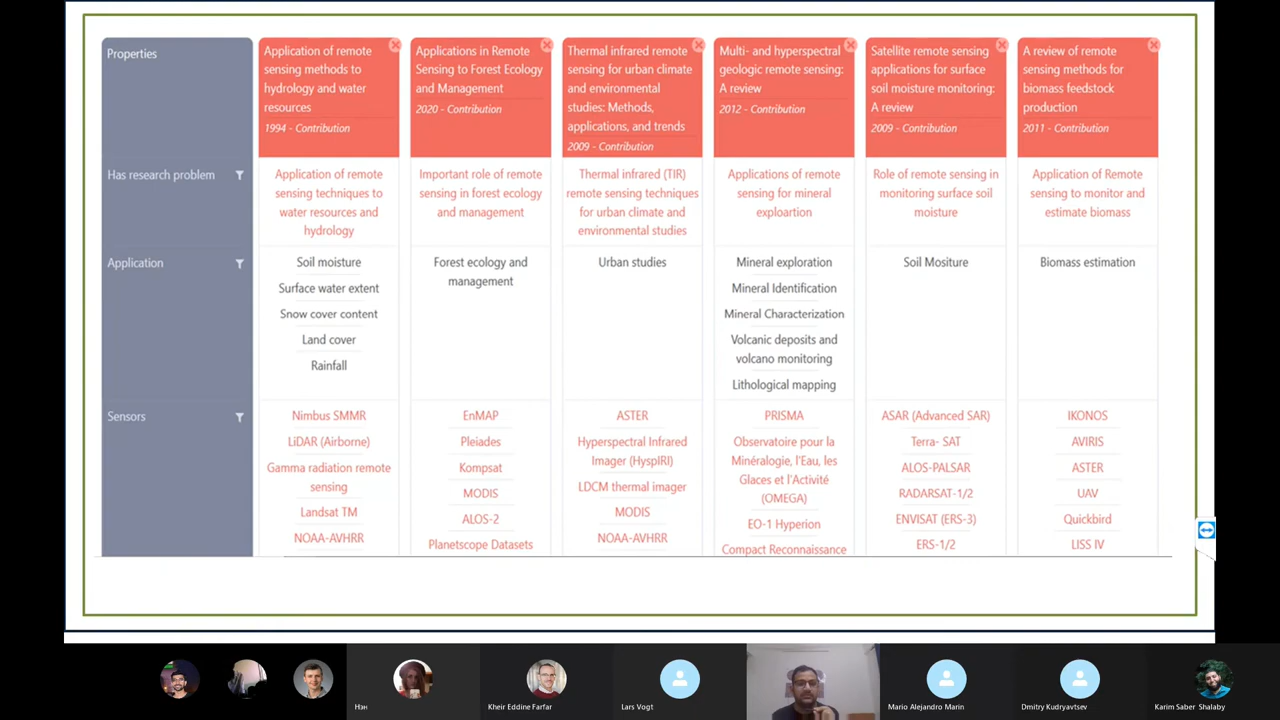 Properties
Application of remote
sensing methods to
hydrology and water
resources
1994 - Contribution
Applications in Remote
Sensing to Forest Ecology
and Management
2020 - Contribution
Thermal infrared remote
sensing for urban climate
and environmental
studies: Methods,
applications, and trends
2009 - Contribution
Multi- and hyperspectral
geologic remote sensing:
A review
2012 - Contribution
Satellite remote sensing
applications for surface
soil moisture monitoring:
A review
2009 - Contribution
A review of remote
sensing methods for
biomass feedstock
production
2011 - Contribution
Has research problem
Application of remote
sensing techniques to
water resources and
hydrology
Important role of remote
sensing in forest ecology
and management
Thermal infrared (TIR)
remote sensing techniques
for urban climate and
environmental studies
Applications of remote
sensing for mineral
exploartion
Role of remote sensing in
monitoring surface soil
moisture
Application of Remote
sensing to monitor and
estimate biomass
Application
Soil moisture
Surface water extent
Snow cover content
Land cover
Rainfall
Forest ecology and
management
Urban studies
Mineral exploration
Mineral Identification
Mineral Characterization
Volcanic deposits and
volcano monitoring
Lithological mapping
Soil Mositure
Biomass estimation
Sensors
Nimbus SMMR
LiDAR (Airborne)
Gamma radiation remote
sensing
Landsat TM
NOAA-AVHRR
EnMAP
Pleiades
Kompsat
MODIS
ALOS-2
Planetscope Datasets
ASTER
Hyperspectral Infrared
Imager (HyspIRI)
LDCM thermal imager
MODIS
NOAA-AVHRR
PRISMA
Observatoire pour la
Minéralogie, l'Eau, les
Glaces et l'Activité
(OMEGA)
EO-1 Hyperion
Compact Reconnaissance
ASAR (Advanced SAR)
Terra- SAT
ALOS-PALSAR
RADARSAT-1/2
ENVISAT (ERS-3)
ERS-1/2
IKONOS
AVIRIS
ASTER
UAV
Quickbird
LISS IV
Нэн
Kheir Eddine Farfar
Lars Vogt
Mario Alejandro Marin
Dmitry Kudryavtsev
Karim Saber Shalaby